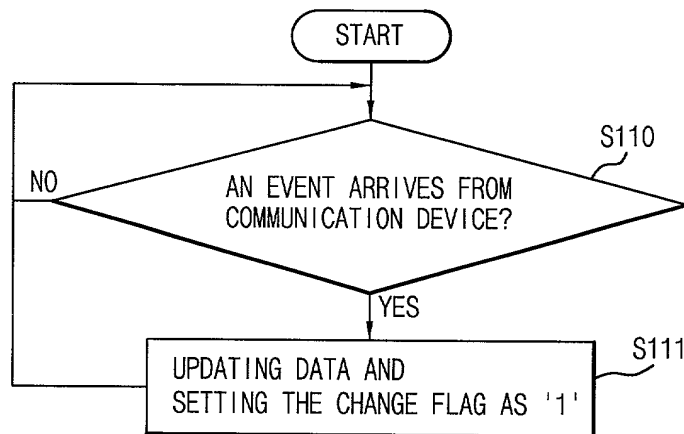 START
S110
NO
AN EVENT ARRIVES FROM
COMMUNICATION DEVICE?
YES
S111
UPDATING DATA AND
SETTING THE CHANGE FLAG AS '1'